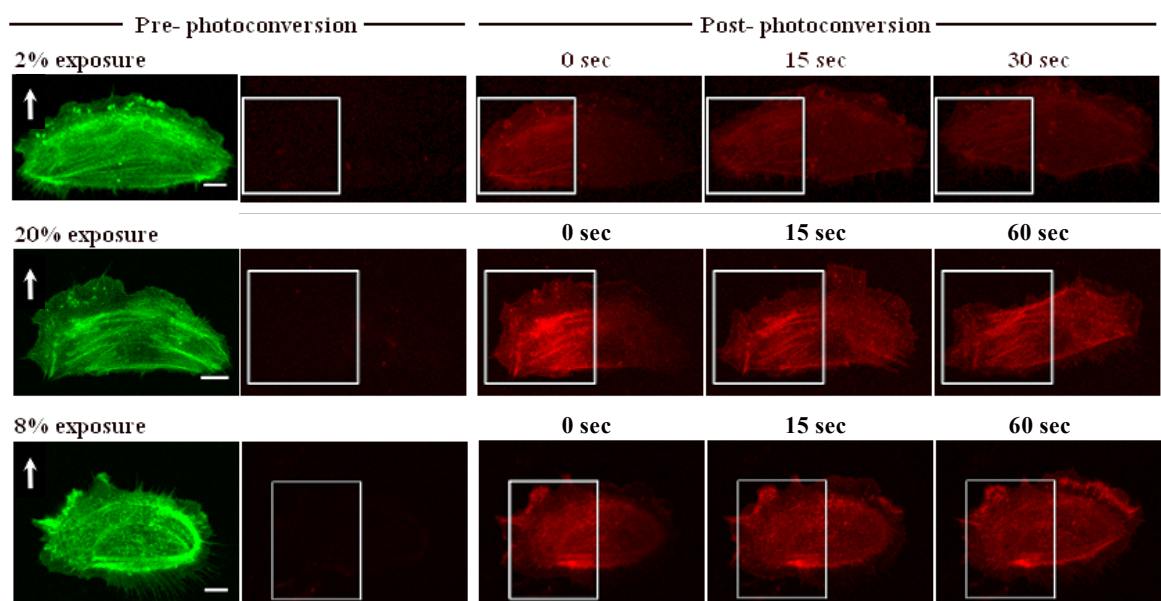 Pre- photoconversion Post- photoconversion
2% exposure 0 sec 15 sec 30 sec
20% exposure 0 sec 15 sec 60 sec
8% exposure 0 sec 15 sec 60 sec